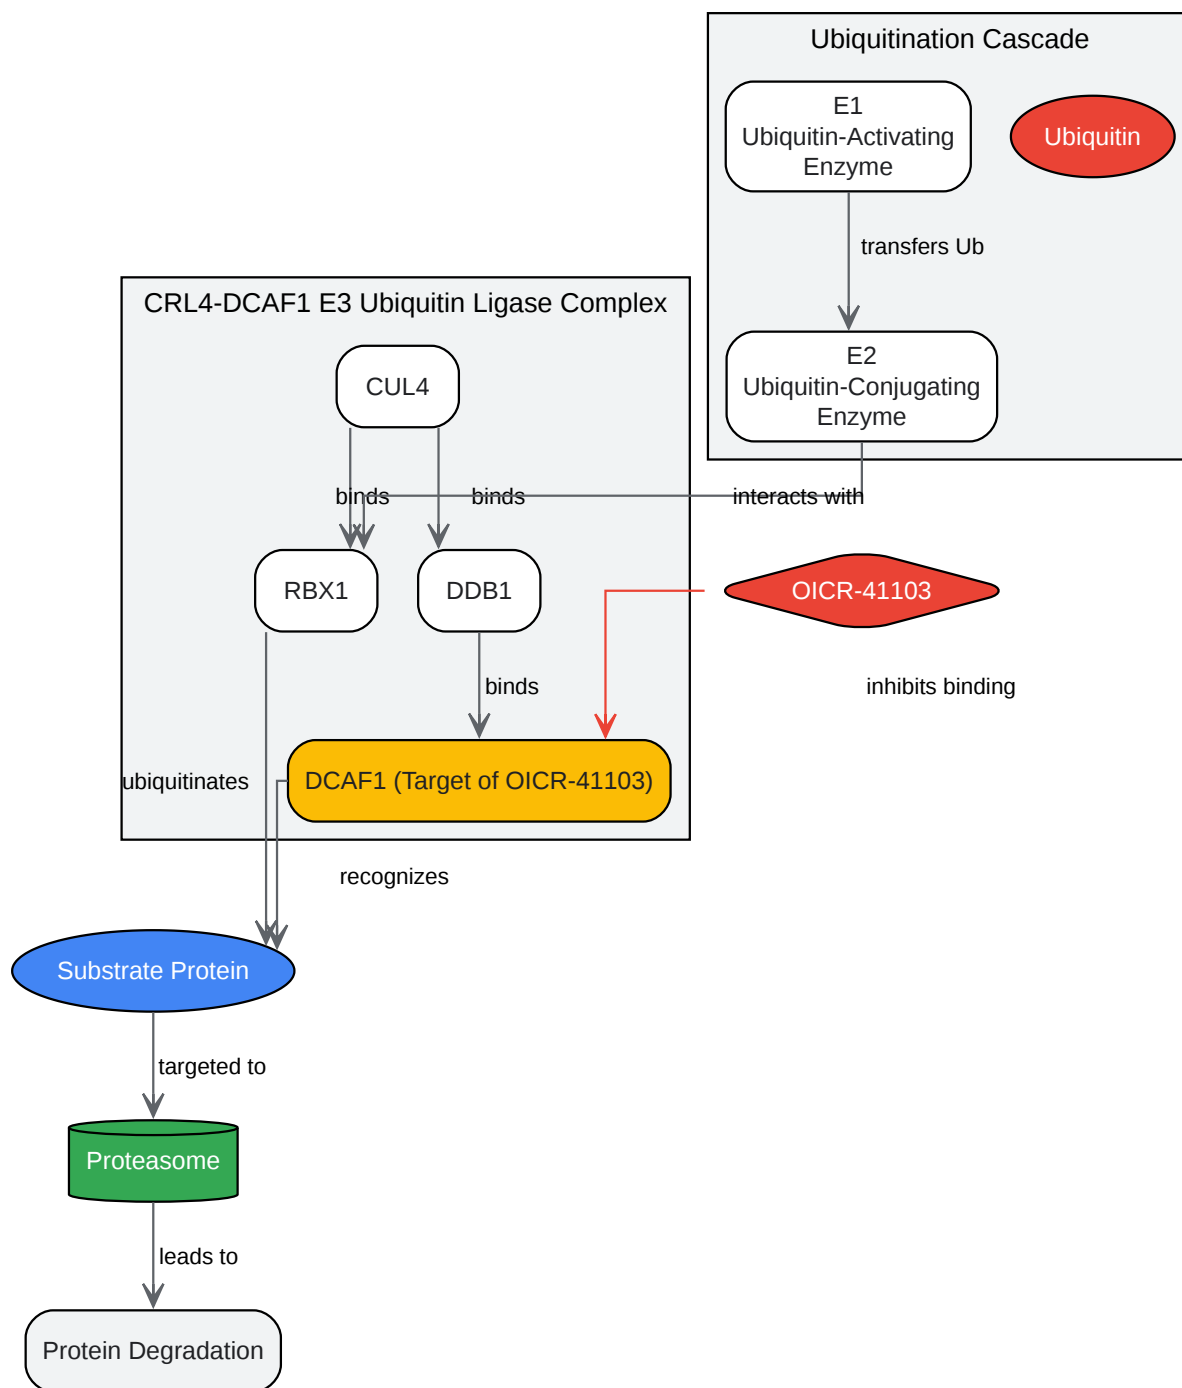 Ubiquitination Cascade
E1
Ubiquitin-Activating
Enzyme
Ubiquitin
transfers Ub
CRL4-DCAF1 E3 Ubiquitin Ligase Complex
E2
Ubiquitin-Conjugating
Enzyme
CUL4
binds
binds
interacts with
RBX1
DDB1
OICR-41103
binds
inhibits binding
ubiquitinates
DCAF1 (Target of OICR-41103)
recognizes
Substrate Protein
targeted to
Proteasome
leads to
Protein Degradation